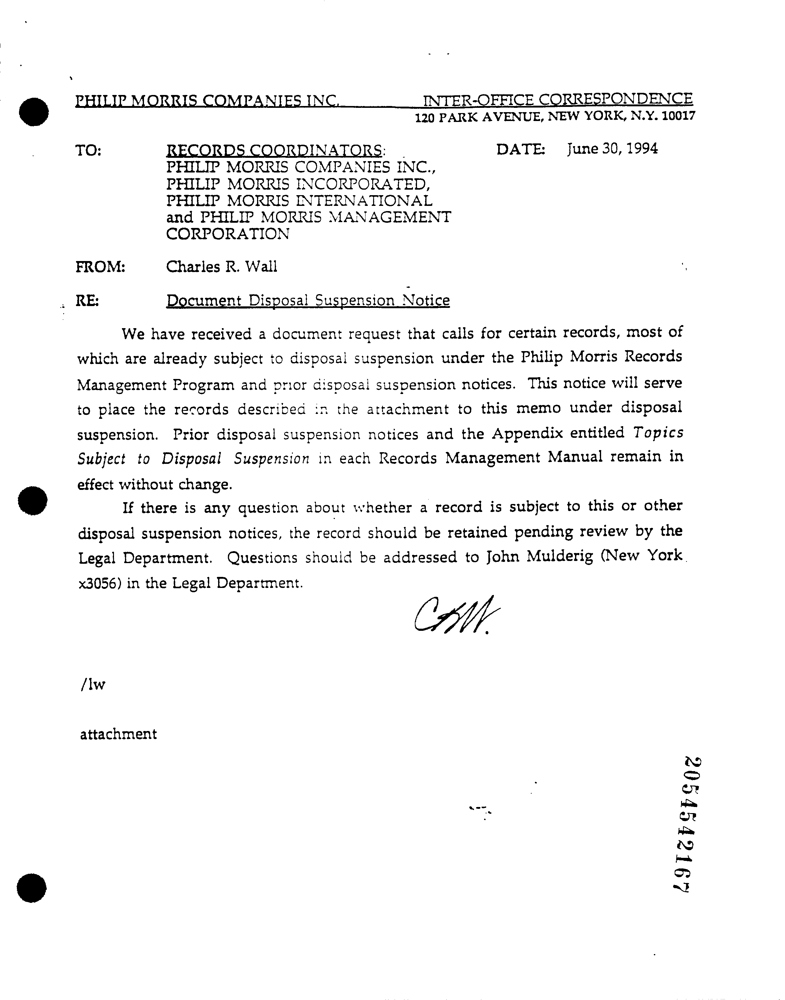 PHILIP MORRIS COMPANIES INC. INTER-OFFICE CORRESPONDENCE
120 PARK AVENUE, NEW YORK, N.Y. 10017
TO: RECORDS COORDINATORS: DATE: June 30, 1994
PHILIP MORRIS COMPANIES INC.,
PHILIP MORRIS INCORPORATED,
PHILIP MORRIS INTERNATIONAL
and PHILIP MORRIS MANAGEMENT
CORPORATION
FROM: Charles R. Wall
RE: Document Disposal Suspension Notice
We have received a document request that calls for certain records, most of
which are already subject to disposal suspension under the Philip Morris Records
Management Program and prior disposal suspension notices. This notice will serve
to place the records described in the attachment to this memo under disposal
suspension. Prior disposal suspension notices and the Appendix entitled Topics
Subject to Disposal Suspension in each Records Management Manual remain in
effect without change.
If there is any question about whether a record is subject to this or other
disposal suspension notices, the record should be retained pending review by the
Legal Department. Questions should be addressed to John Mulderig (New York
x3056) in the Legal Department.
CRW.
/lw
attachment
2054542167